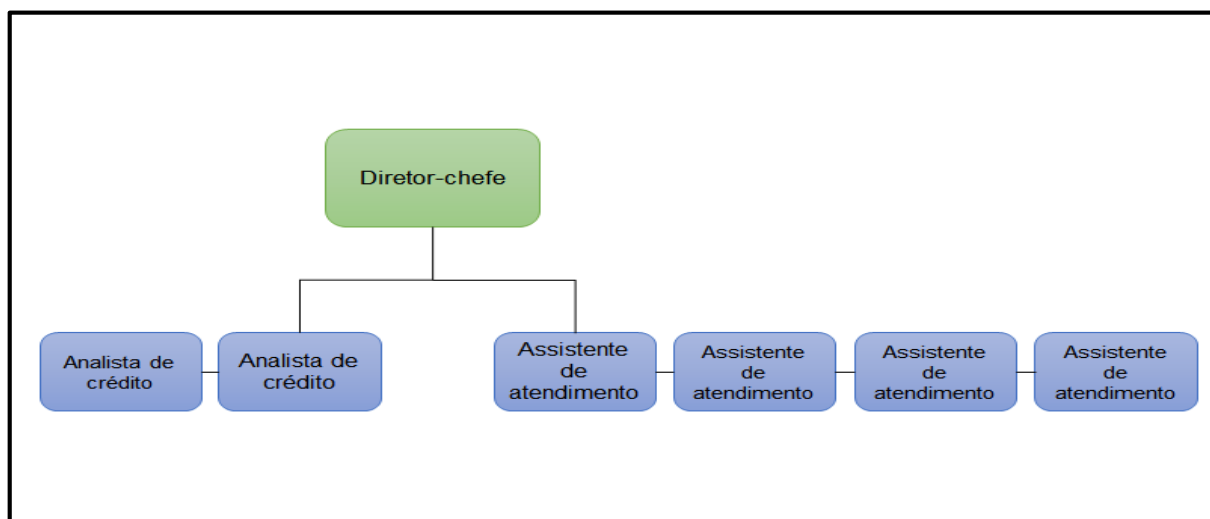 Diretor-chefe
Analista de
crédito
Analista de
crédito
Assistente
de
atendimento
Assistente
de
atendimento
Assistente
de
atendimento
Assistente
de
atendimento